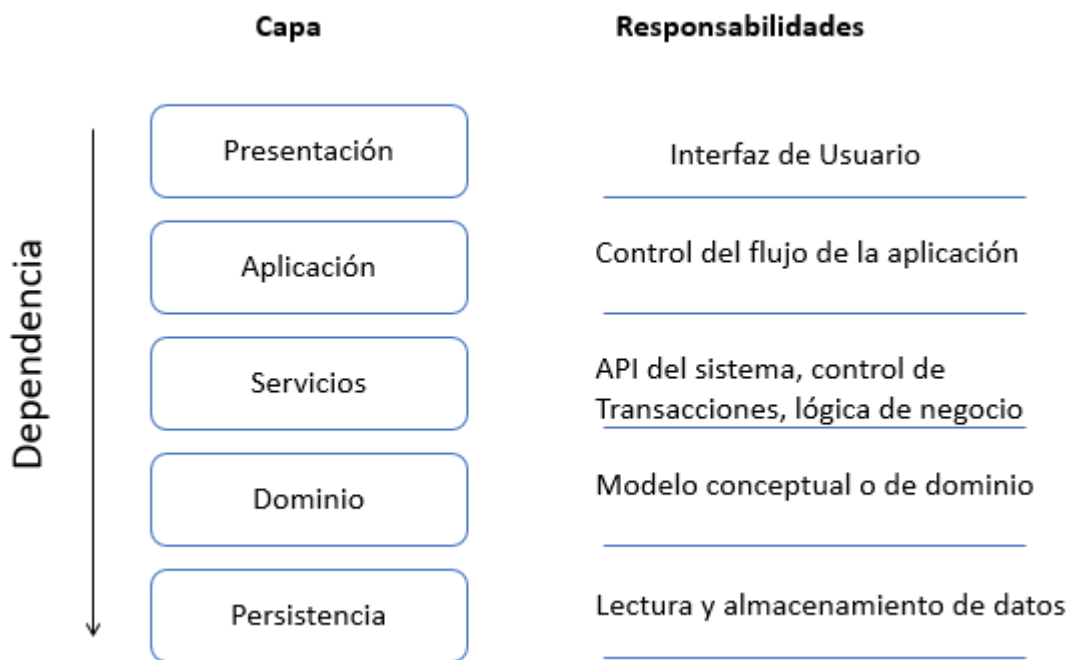 Capa
Responsabilidades
Dependencia
Presentación
Interfaz de Usuario
Aplicación
Control del flujo de la aplicación
Servicios
API del sistema, control de
Transacciones, lógica de negocio
Dominio
Modelo conceptual o de dominio
Persistencia
Lectura y almacenamiento de datos